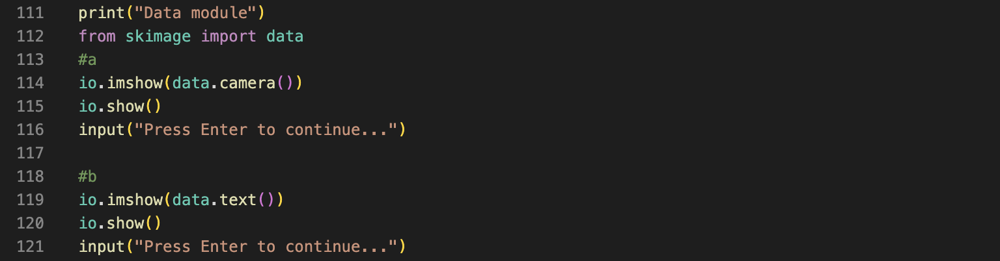 111 print("Data module")
112 from skimage import data
113 #a
114 io.imshow(data.camera())
115 io.show()
116 input("Press Enter to continue...")
117
118 #b
119 io.imshow(data.text())
120 io.show()
121 input("Press Enter to continue...")